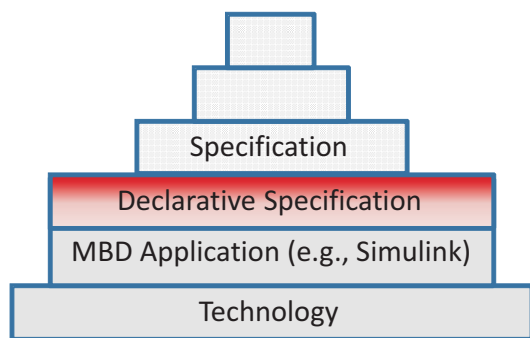 Specification
Declarative Specification
MBD Application (e.g., Simulink)
Technology